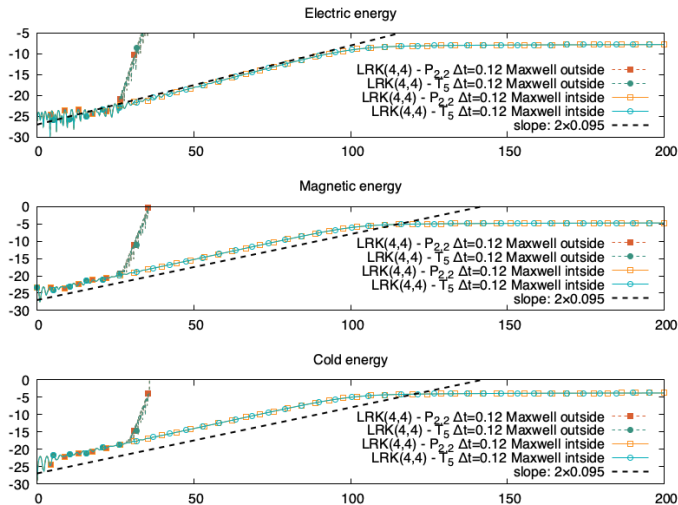 Electric energy
-5
-10
-15
-20
-25
-30
LRK(4,4) - P2,2 Δt=0.12 Maxwell outside
LRK(4,4) - T5 Δt=0.12 Maxwell outside
LRK(4,4) - P2,2 Δt=0.12 Maxwell intside
LRK(4,4) - T5 Δt=0.12 Maxwell intside
slope: 2×0.095
0 50 100 150 200
Magnetic energy
0
-5
-10
-15
-20
-25
-30
LRK(4,4) - P2,2 Δt=0.12 Maxwell outside
LRK(4,4) - T5 Δt=0.12 Maxwell outside
LRK(4,4) - P2,2 Δt=0.12 Maxwell intside
LRK(4,4) - T5 Δt=0.12 Maxwell intside
slope: 2×0.095
0 50 100 150 200
Cold energy
0
-5
-10
-15
-20
-25
-30
LRK(4,4) - P2,2 Δt=0.12 Maxwell outside
LRK(4,4) - T5 Δt=0.12 Maxwell outside
LRK(4,4) - P2,2 Δt=0.12 Maxwell intside
LRK(4,4) - T5 Δt=0.12 Maxwell intside
slope: 2×0.095
0 50 100 150 200